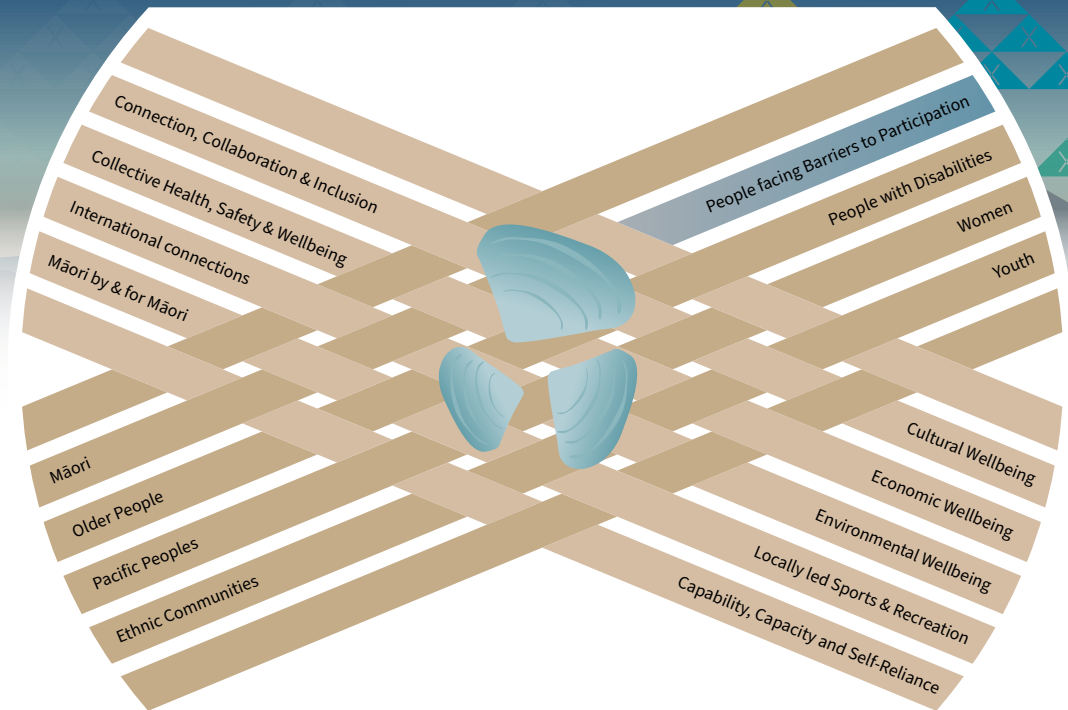 Connection, Collaboration & Inclusion
Collective Health, Safety & Wellbeing
International connections
Māori by & for Māori
People facing Barriers to Participation
People with Disabilities
Women
Youth
Māori
Older People
Pacific Peoples
Ethnic Communities
Cultural Wellbeing
Economic Wellbeing
Environmental Wellbeing
Locally led Sports & Recreation
Capability, Capacity and Self-Reliance